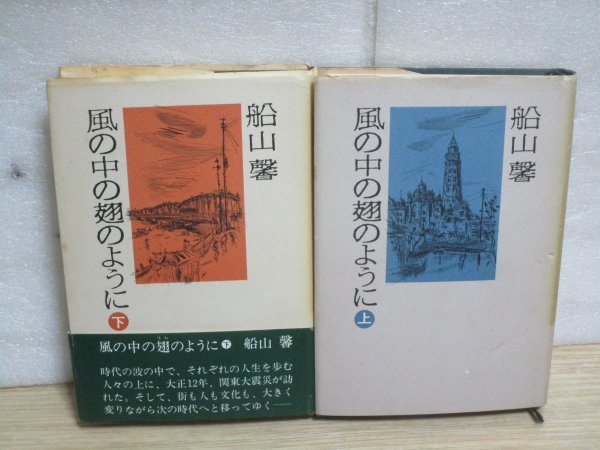 船山馨
風の中の翅のように
下
風の中の翅のように 下 船山 馨
時代の波の中で、それぞれの人生を歩む
人々の上に、大正12年、関東大震災が訪
れた。そして、街も人も文化も、大きく
変りながら次の時代へと移ってゆく――
船山馨
風の中の翅のように
上